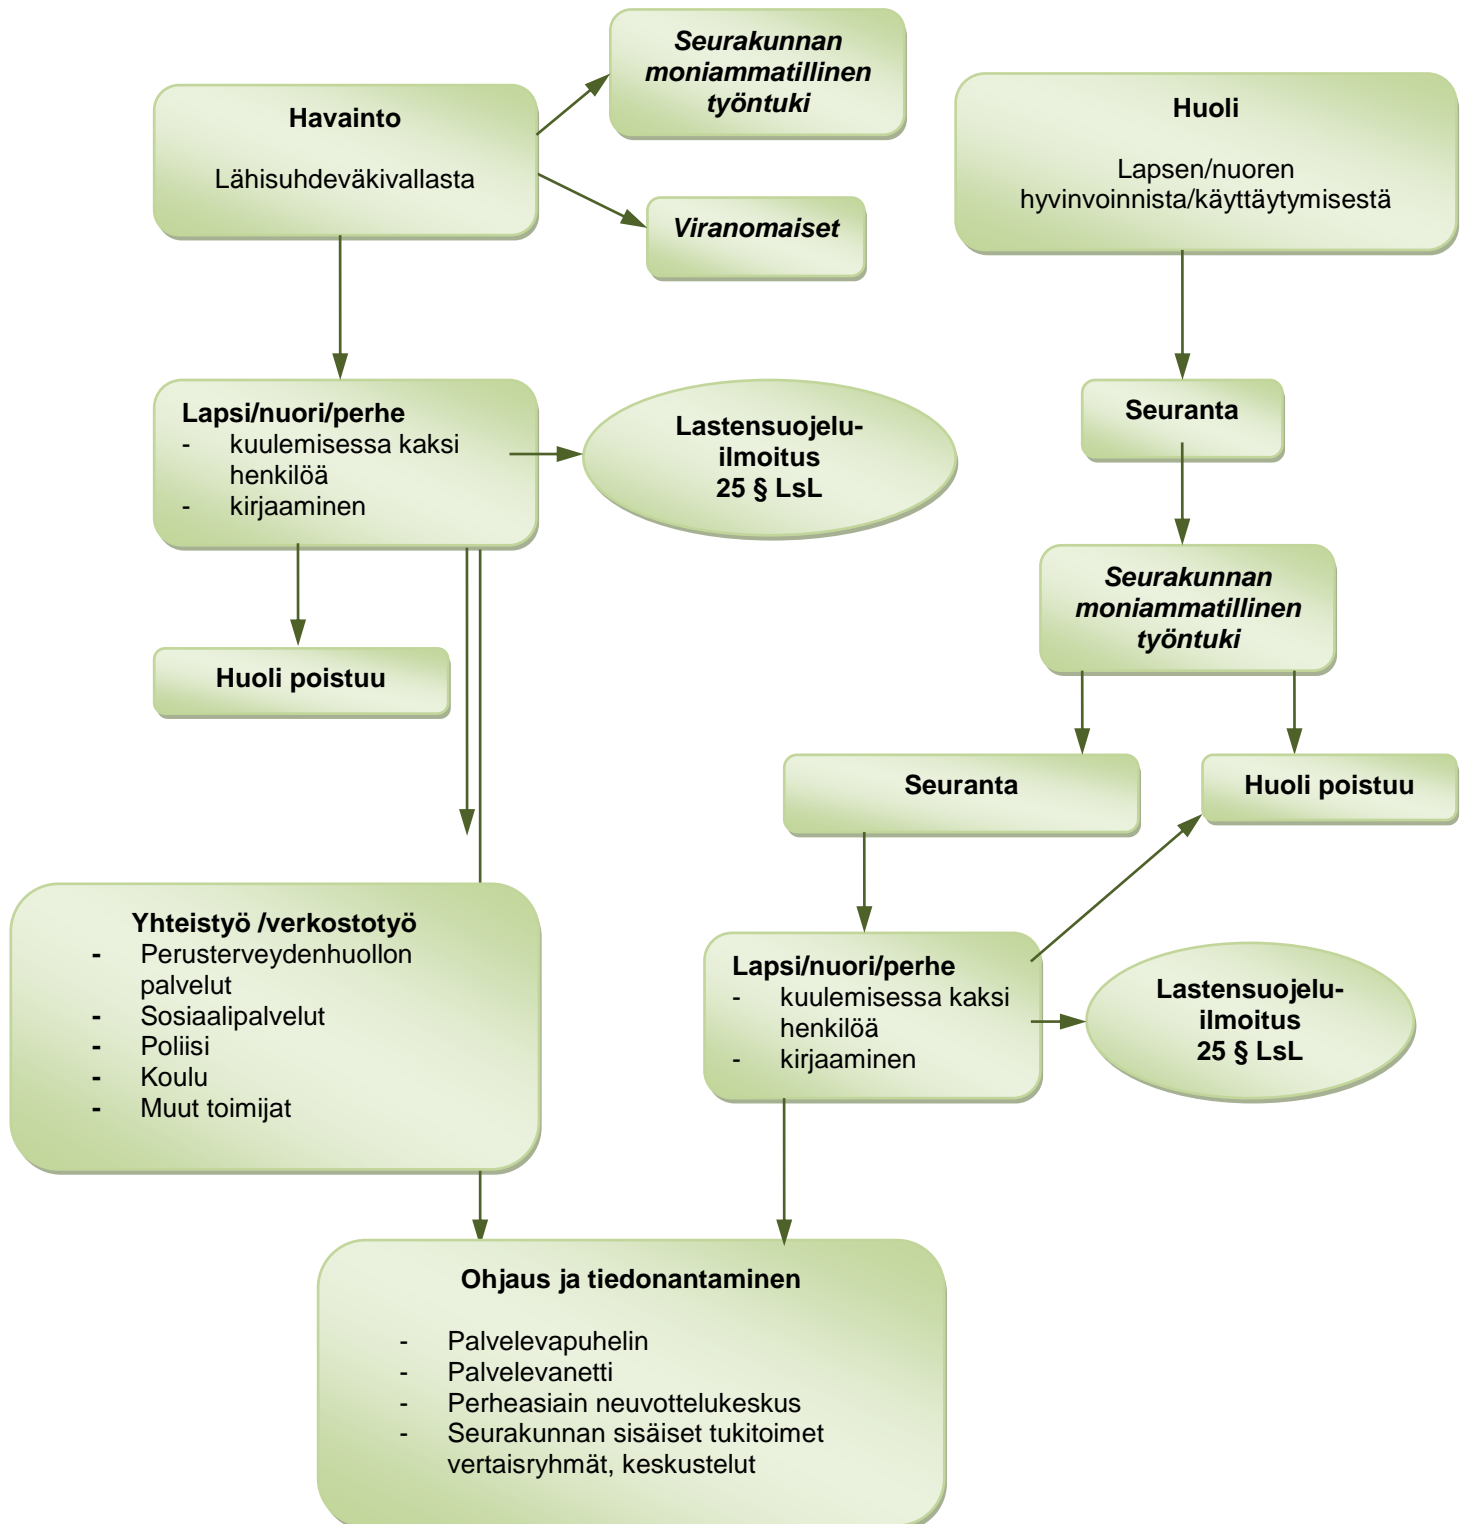 Seurakunnan
moniammatillinen
työntuki
Havainto
Lähisuhdeväkivallasta
Viranomaiset
Huoli
Lapsen/nuoren
hyvinvoinnista/käyttäytymisestä
Lapsi/nuori/perhe
- kuulemisessa kaksi
henkilöä
- kirjaaminen
Lastensuojelu-
ilmoitus
25 § LsL
Seuranta
Seurakunnan
moniammatillinen
työntuki
Huoli poistuu
Seuranta
Huoli poistuu
Yhteistyö /verkostotyö
- Perusterveydenhuollon
palvelut
- Sosiaalipalvelut
- Poliisi
- Koulu
- Muut toimijat
Lapsi/nuori/perhe
- kuulemisessa kaksi
henkilöä
- kirjaaminen
Lastensuojelu-
ilmoitus
25 § LsL
Ohjaus ja tiedonantaminen
- Palvelevapuhelin
- Palvelevanetti
- Perheasiain neuvottelukeskus
- Seurakunnan sisäiset tukitoimet
vertaisryhmät, keskustelut